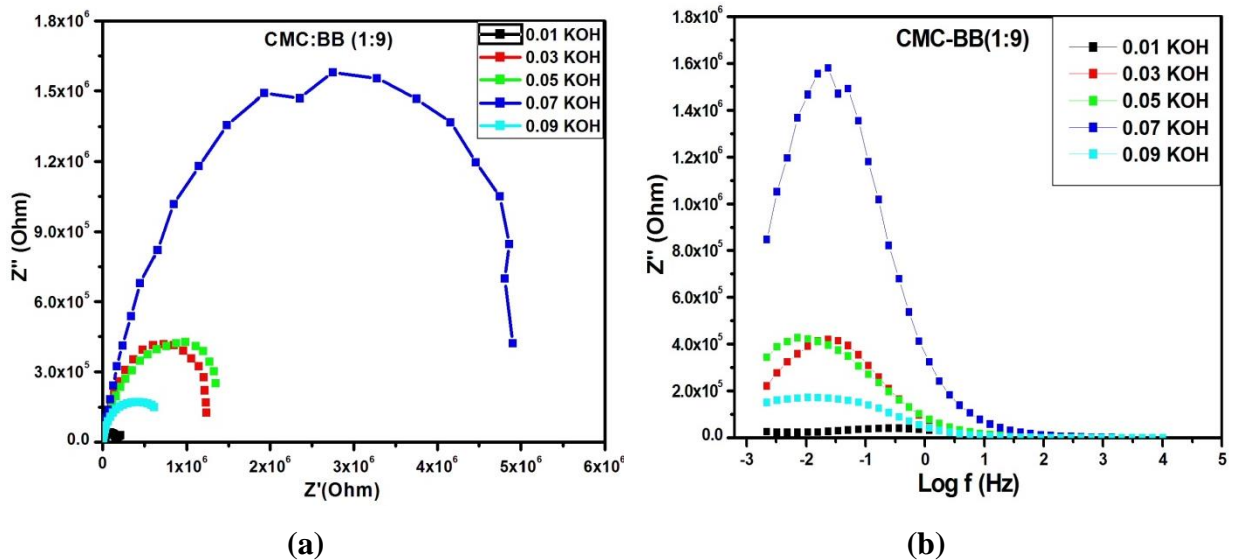 CMC:BB (1:9)
0.01 KOH
0.03 KOH
0.05 KOH
0.07 KOH
0.09 KOH
1.8x10⁶
1.5x10⁶
1.2x10⁶
9.0x10⁵
6.0x10⁵
3.0x10⁵
0.0
Z" (Ohm)
0
1x10⁶
2x10⁶
3x10⁶
4x10⁶
5x10⁶
6x10⁶
Z'(Ohm)
(a)
CMC-BB(1:9)
0.01 KOH
0.03 KOH
0.05 KOH
0.07 KOH
0.09 KOH
1.8x10⁶
1.6x10⁶
1.4x10⁶
1.2x10⁶
1.0x10⁶
8.0x10⁵
6.0x10⁵
4.0x10⁵
2.0x10⁵
0.0
Z" (Ohm)
-3 -2 -1 0 1 2 3 4 5
Log f (Hz)
(b)